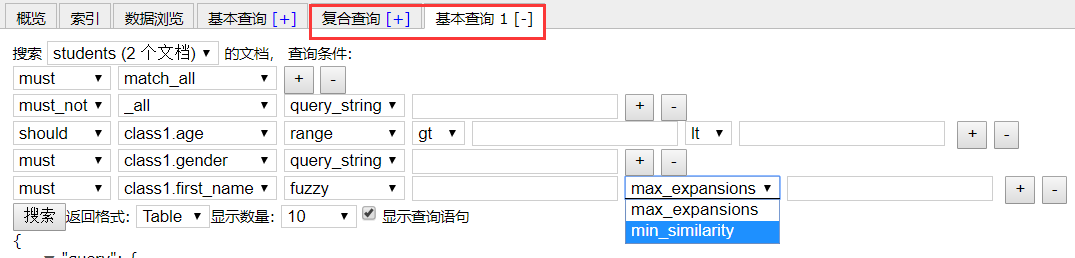 概览 索引 数据浏览 基本查询 [+] 复合查询 [+] 基本查询 1 [-]
搜索 students (2 个文档) 的文档, 查询条件:
must match_all + -
must_not _all query_string + -
should class1.age range gt lt + -
must class1.gender query_string + -
must class1.first_name fuzzy max_expansions + -
max_expansions
min_similarity
搜索 返回格式: Table 显示数量: 10 显示查询语句
{
"query": {